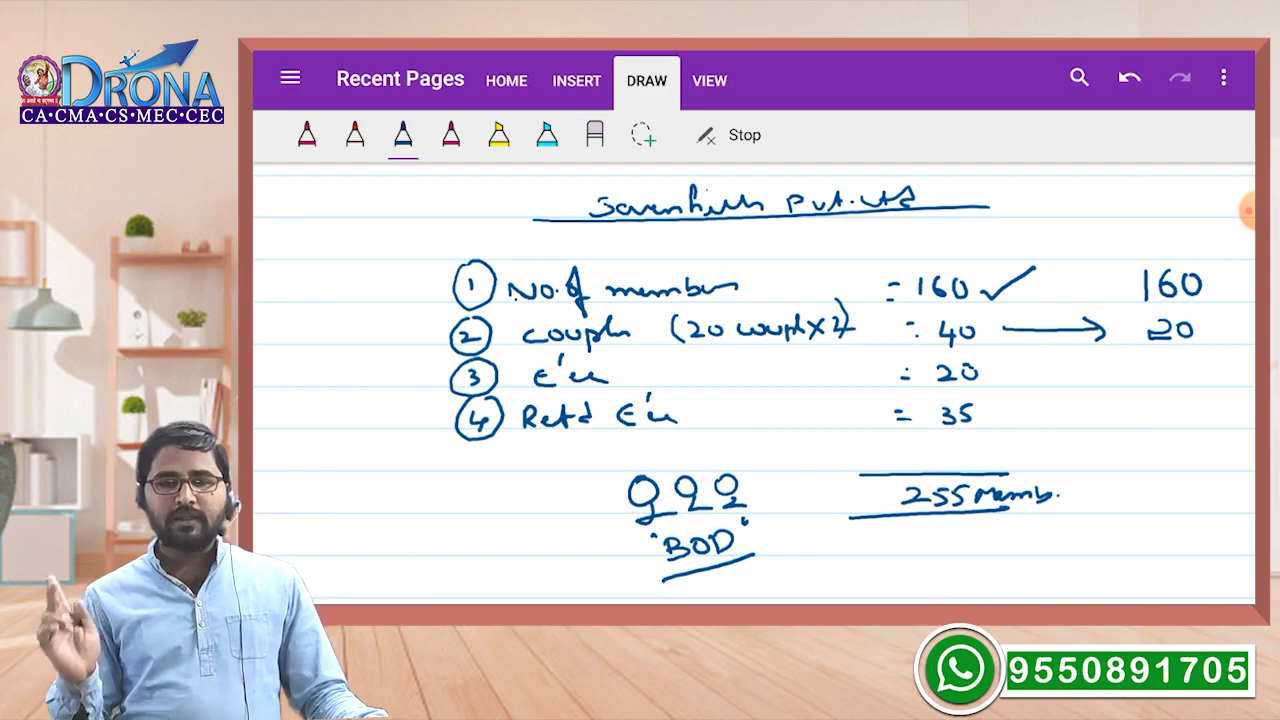 DRONA
CA•CMA•CS•MEC•CEC
Recent Pages HOME INSERT DRAW VIEW
Stop
Pvt. Ltd
1 No. of members = 160 ✓ 160
2 Couples (20 coupl×2) = 40 → 20
3 E'ee = 20
4 Retd E'ee = 35
255 Memb.
"BOD"
9550891705